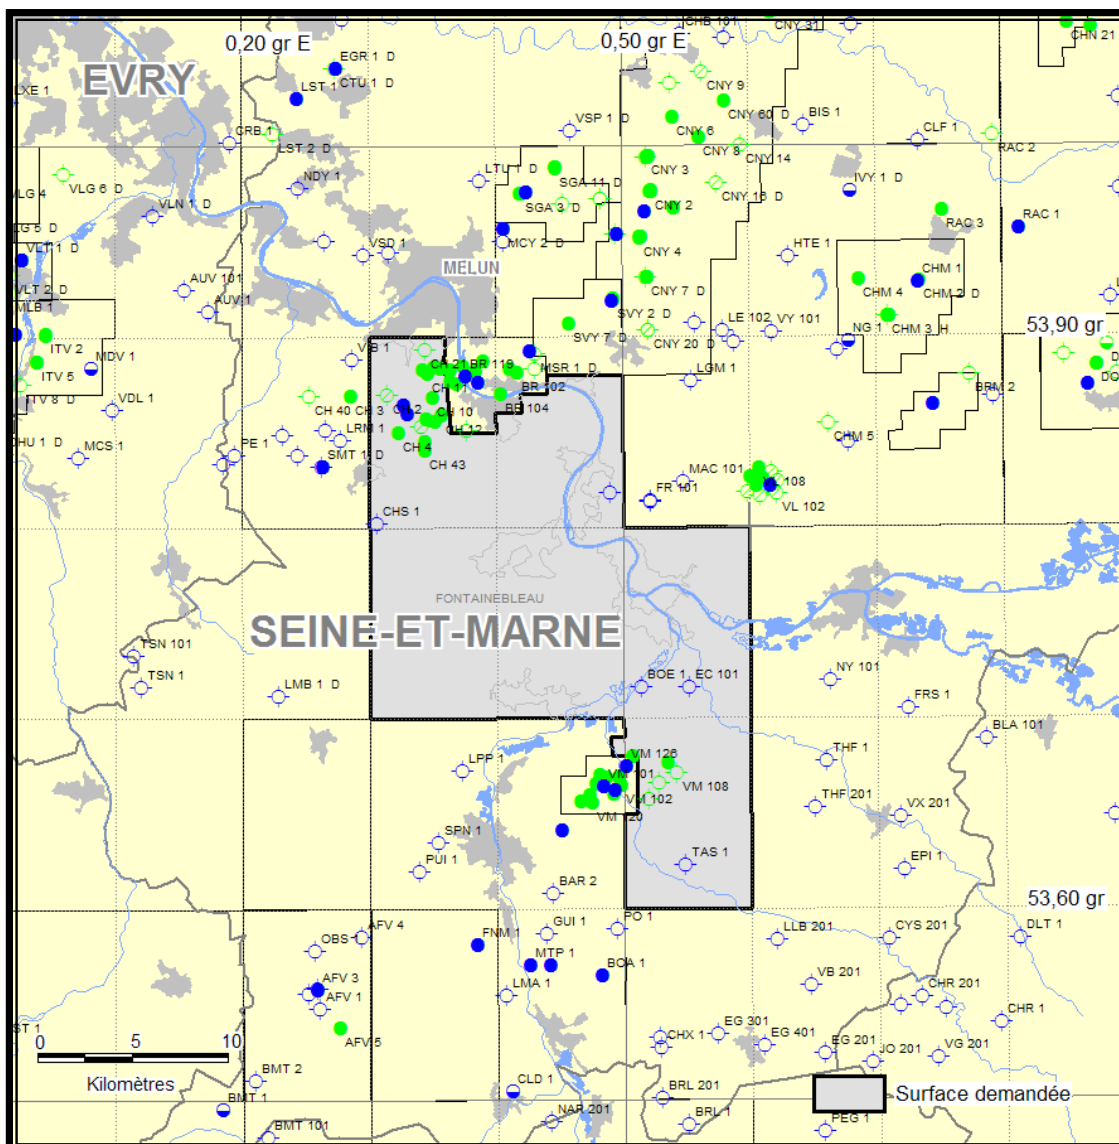 CHB 101
CNY 31
CHN 21
0,20 gr E
0,50 gr E
EVRY
EGR 1 D
CTU 1 D
LST 1
LXE 1
CNY 9
CNY 60 D
VSP 1 D
BIS 1
CRB 1
LST 2 D
CNY 6
CNY 8
CNY 14
CLF 1
RAC 2
VLG 4
VLG 6 D
NDY 1
LTU 1 D
SGA 11 D
CNY 3
CNY 16 D
IVY 1 D
VLN 1 D
SGA 3 D
CNY 2
RAC 3
RAC 1
LG 5 D
VLT 1 D
VSD 1
MCY 2 D
CNY 4
HTE 1
MELUN
CHM 1
VLT 2 D
AUV 101
CNY 7 D
CHM 4
CHM 2 D
MLB 1
AUV 1
SVY 2 D
LE 102
VY 101
NG 1
CHM 3 H
53,90 gr
SVY 7 D
CNY 20 D
ITV 2
MDV 1
VIB 1
CH 21
BR 119
MSR 1 D
LGM 1
ITV 5
CH 11
BR 102
BRM 2
DO
ITV 8 D
VDL 1
CH 40
CH 3
CH 2
CH 10
BR 104
CHU 1 D
MCS 1
PE 1
LRM 1
CH 12
CHM 5
SMT 1 D
CH 4
CH 43
MAC 101
VL 108
FR 101
VL 102
CHS 1
FONTAINEBLEAU
SEINE-ET-MARNE
TSN 101
TSN 1
LMB 1 D
BOE 1
EC 101
NY 101
FRS 1
BLA 101
LPP 1
VM 126
VM 101
VM 108
THF 1
VM 102
VM 120
THF 201
VX 201
SPN 1
PUI 1
TAS 1
EPI 1
BAR 2
53,60 gr
OBS 1
AFV 4
FNM 1
GUI 1
PO 1
LLB 201
CYS 201
DLT 1
AFV 3
MTP 1
BOA 1
VB 201
AFV 1
LMA 1
CHR 201
CHR 1
ST 1
AFV 5
CHX 1
EG 301
EG 401
EG 201
JO 201
VG 201
0 5 10
Kilomètres
BMT 2
CLD 1
BRL 201
Surface demandée
BMT 1
NAR 201
BRL 1
PEG 1
BMT 101